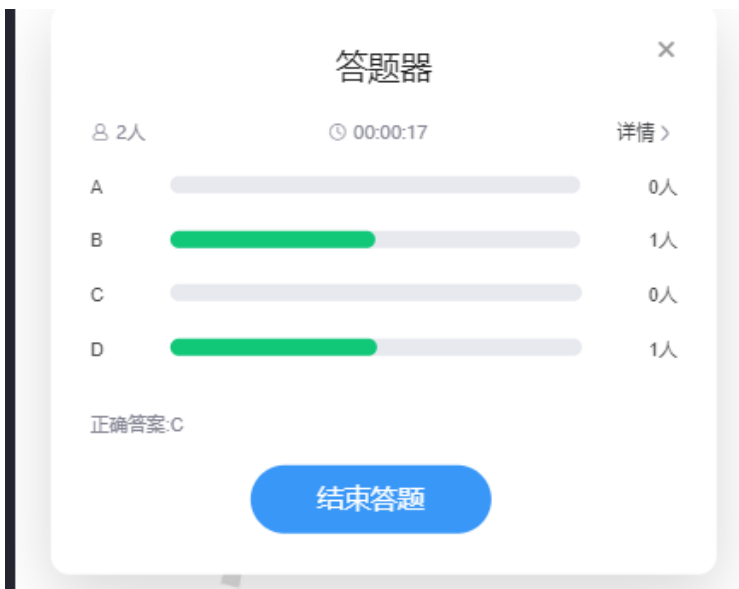 答题器
2人 00:00:17 详情
A 0人
B 1人
C 0人
D 1人
正确答案:C
结束答题